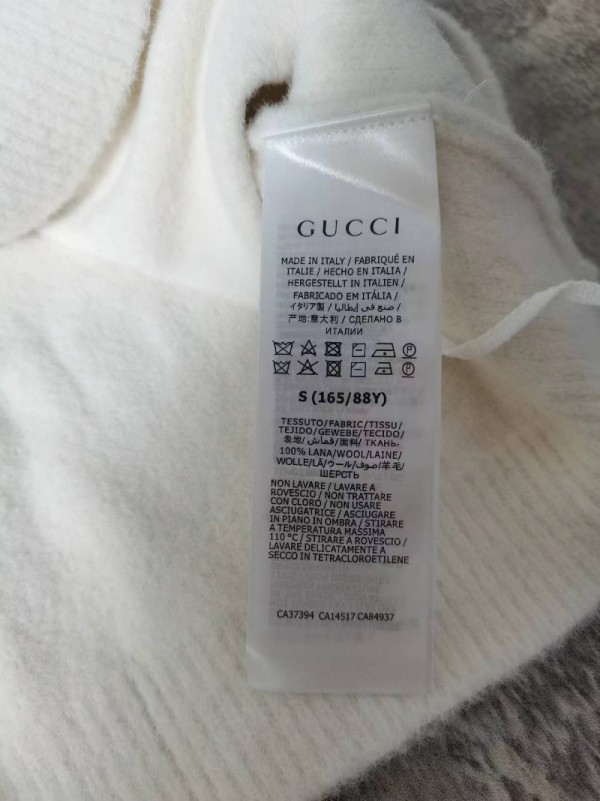 GUCCI
MADE IN ITALY / FABRIQUÉ EN
ITALIE / HECHO EN ITALIA /
HERGESTELLT IN ITALIEN /
FABRICADO EM ITÁLIA /
イタリア製 / صنع في إيطاليا /
产地:意大利 / СДЕЛАНО В
ИТАЛИИ
S (165/88Y)
TESSUTO/FABRIC/TISSU/
TEJIDO/GEWEBE/TECIDO/
表地/قماش/面料/ ТКАНЬ-
100% LANA/WOOL/LAINE/
WOLLE/LÃ/ウール/صوف/羊毛/
ШЕРСТЬ
NON LAVARE / LAVARE A
ROVESCIO / NON TRATTARE
CON CLORO / NON USARE
ASCIUGATRICE / ASCIUGARE
IN PIANO IN OMBRA / STIRARE
A TEMPERATURA MASSIMA
110 °C / STIRARE A ROVESCIO /
LAVARE DELICATAMENTE A
SECCO IN TETRACLOROETILENE
CA37394 CA14517 CA84937